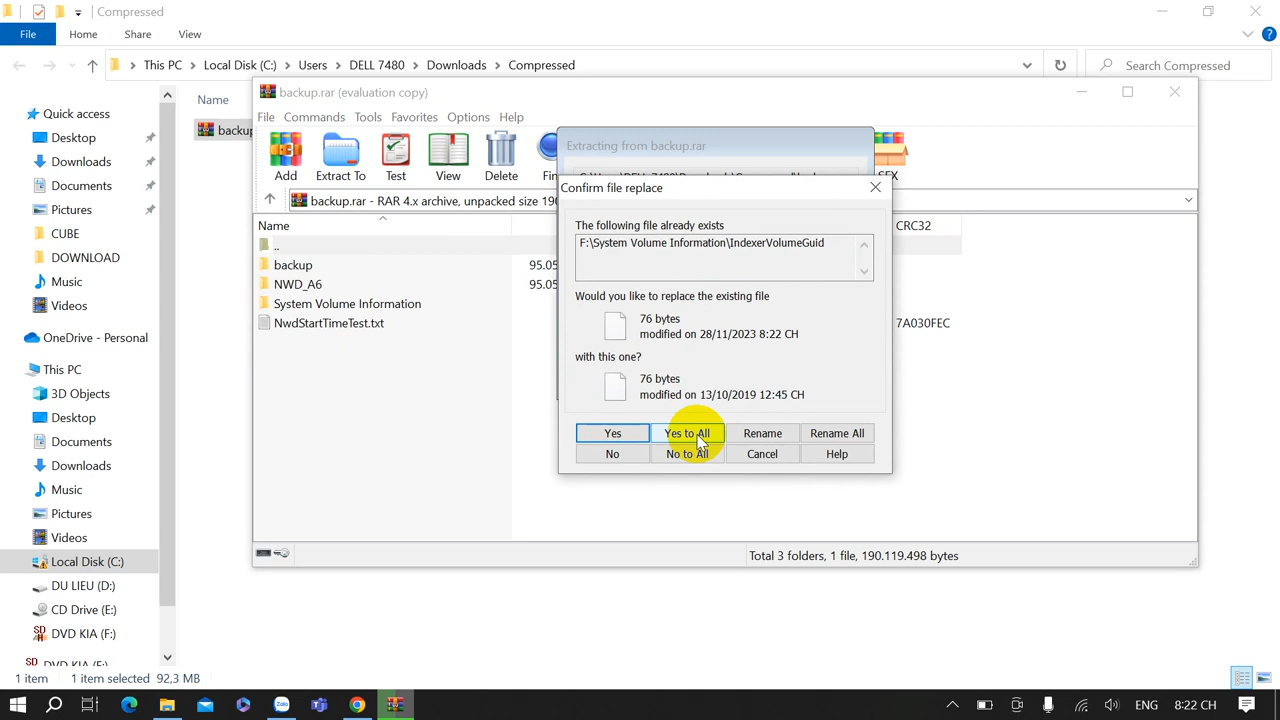 Compressed
File Home Share View
This PC Local Disk (C:) Users DELL 7480 Downloads Compressed
Search Compressed
Name
Quick access
Desktop
Downloads
Documents
Pictures
CUBE
DOWNLOAD
Music
Videos
OneDrive - Personal
This PC
3D Objects
Desktop
Documents
Downloads
Music
Pictures
Videos
Local Disk (C:)
DU LIEU (D:)
CD Drive (E:)
DVD KIA (F:)
DVD KIA (F:)
1 item 1 item selected 92,3 MB
backup
backup.rar (evaluation copy)
File Commands Tools Favorites Options Help
Add Extract To Test View Delete Fin SFX
backup.rar - RAR 4.x archive, unpacked size 190
Name CRC32
..
backup 95.05
NWD_A6 95.05
System Volume Information
NwdStartTimeTest.txt 7A030FEC
Total 3 folders, 1 file, 190.119.498 bytes
Extracting from backup.rar
Confirm file replace
The following file already exists
F:\System Volume Information\IndexerVolumeGuid
Would you like to replace the existing file
76 bytes
modified on 28/11/2023 8:22 CH
with this one?
76 bytes
modified on 13/10/2019 12:45 CH
Yes Yes to All Rename Rename All
No No to All Cancel Help
ENG 8:22 CH